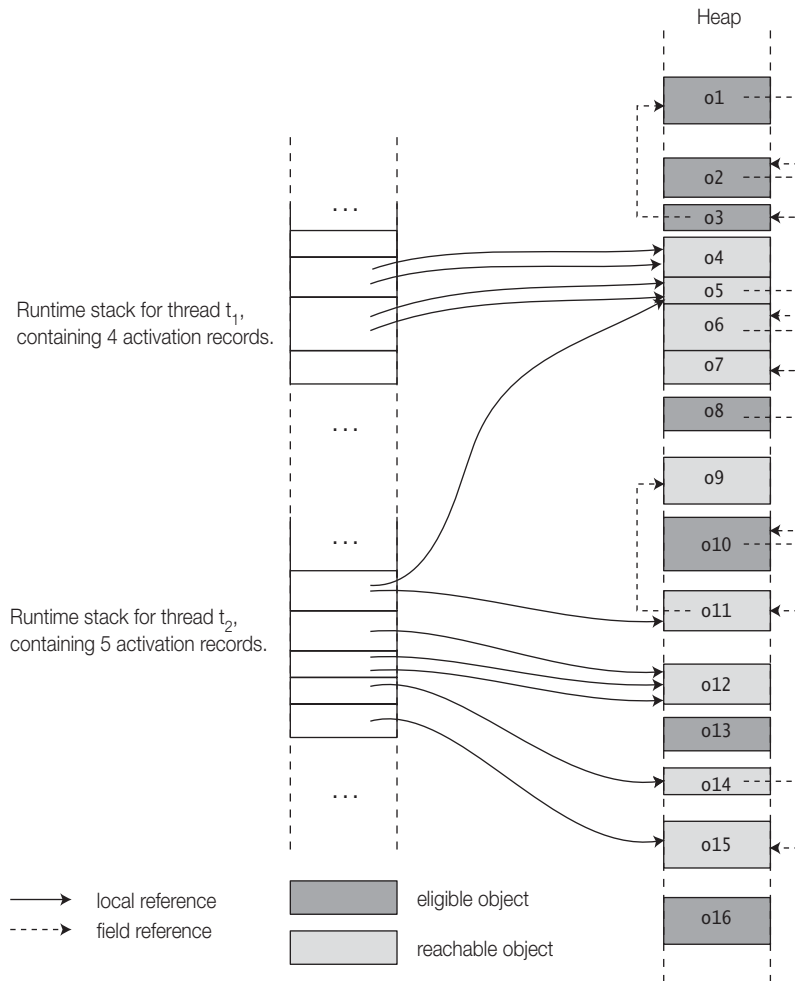 Heap
o1
o2
...
o3
o4
o5
Runtime stack for thread t1,
containing 4 activation records.
o6
o7
o8
...
o9
...
o10
Runtime stack for thread t2,
containing 5 activation records.
o11
o12
o13
o14
...
o15
local reference
eligible object
field reference
reachable object
o16